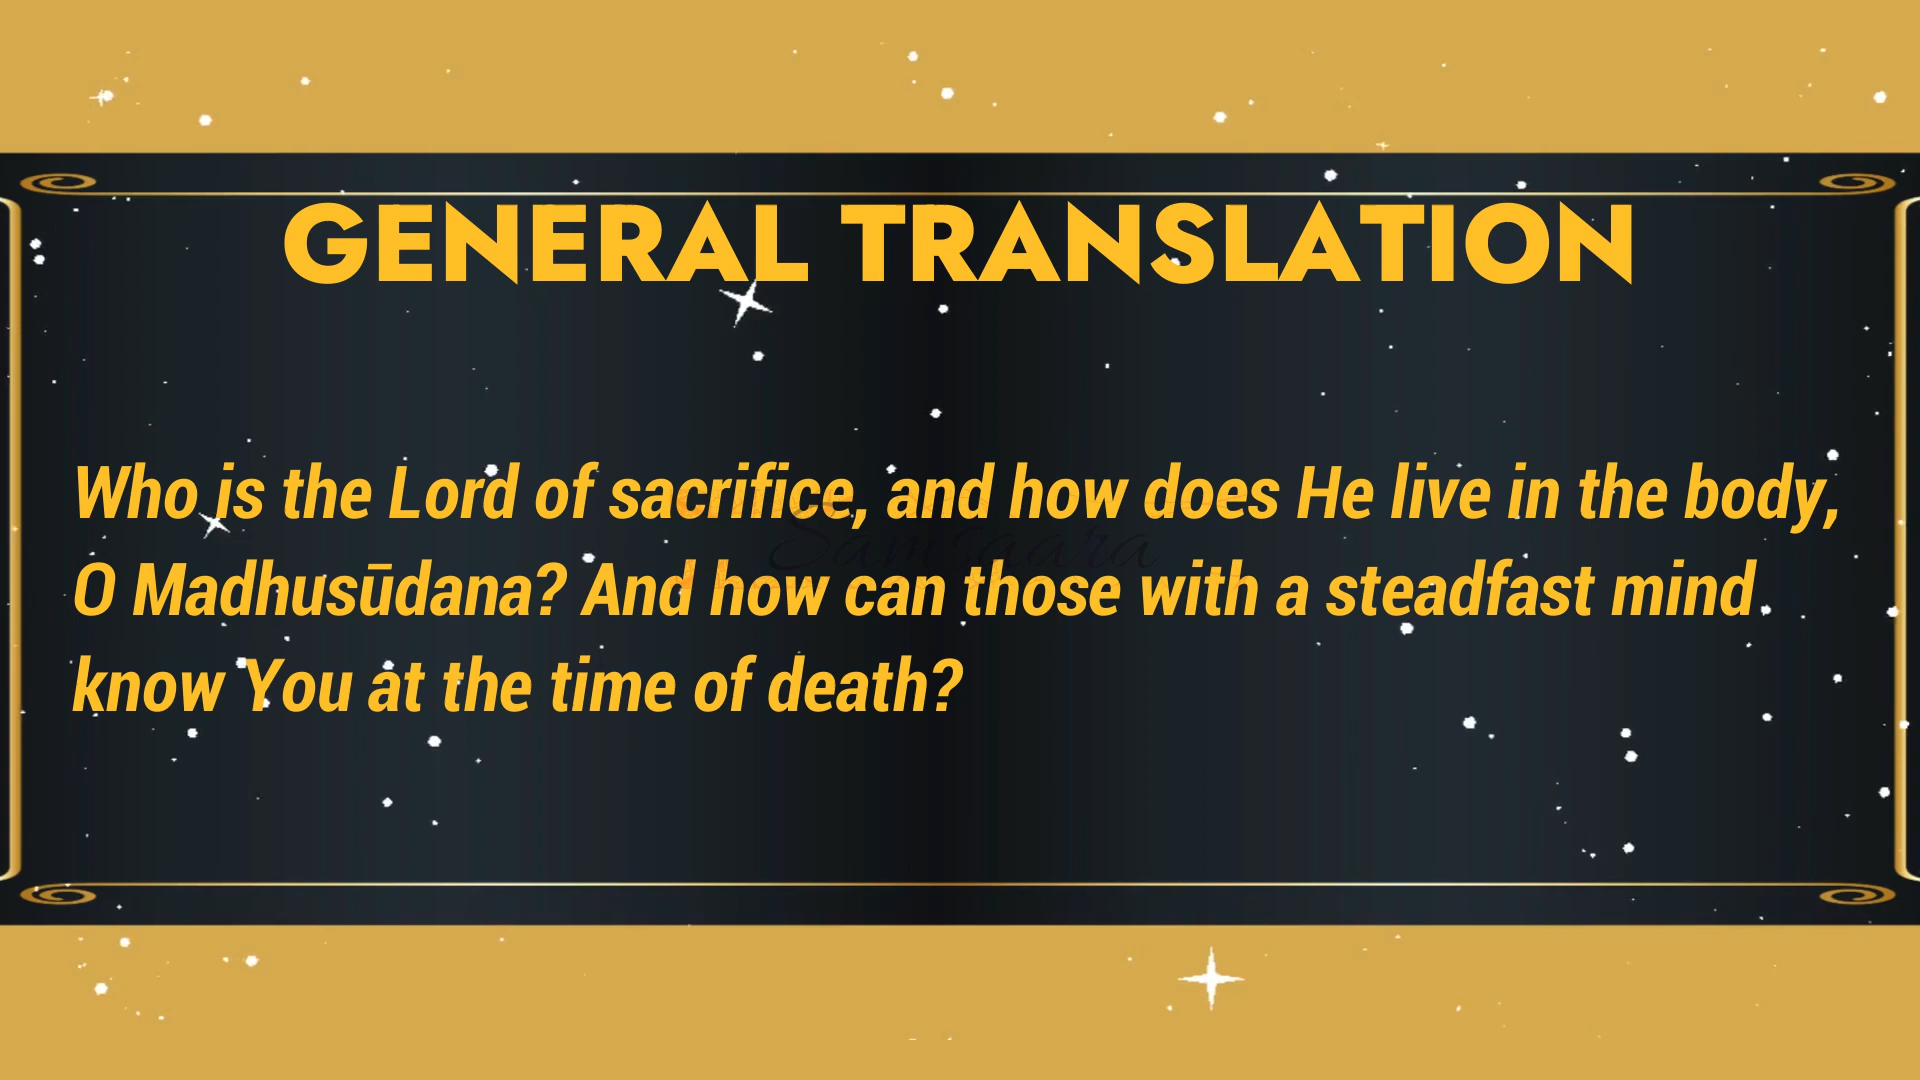 GENERAL TRANSLATION
Who is the Lord of sacrifice, and how does He live in the body,
Samsaara
O Madhusūdana? And how can those with a steadfast mind
know You at the time of death?